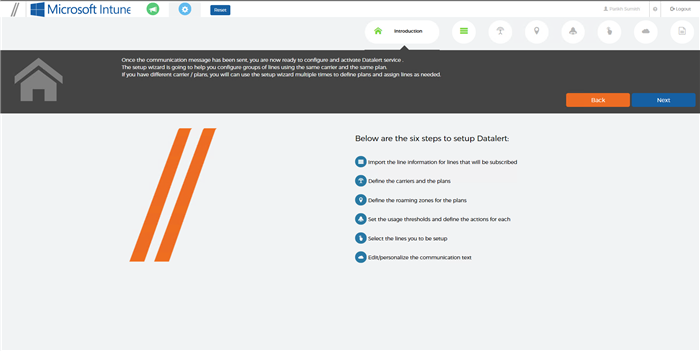 Microsoft Intune
Reset
Logout
Introduction
Once the communication message has been sent, you are now ready to configure and activate Datalert service .
The setup wizard is going to help you configure groups of lines using the same carrier and the same plan.
If you have different carrier / plans, you will can use the setup wizard multiple times to define plans and assign lines as needed.
Back
Next
Below are the six steps to setup Datalert:
Import the line information for lines that will be subscribed
Define the carriers and the plans
Define the roaming zones for the plans
Set the usage thresholds and define the actions for each
Select the lines you to be setup
Edit/personalize the communication text